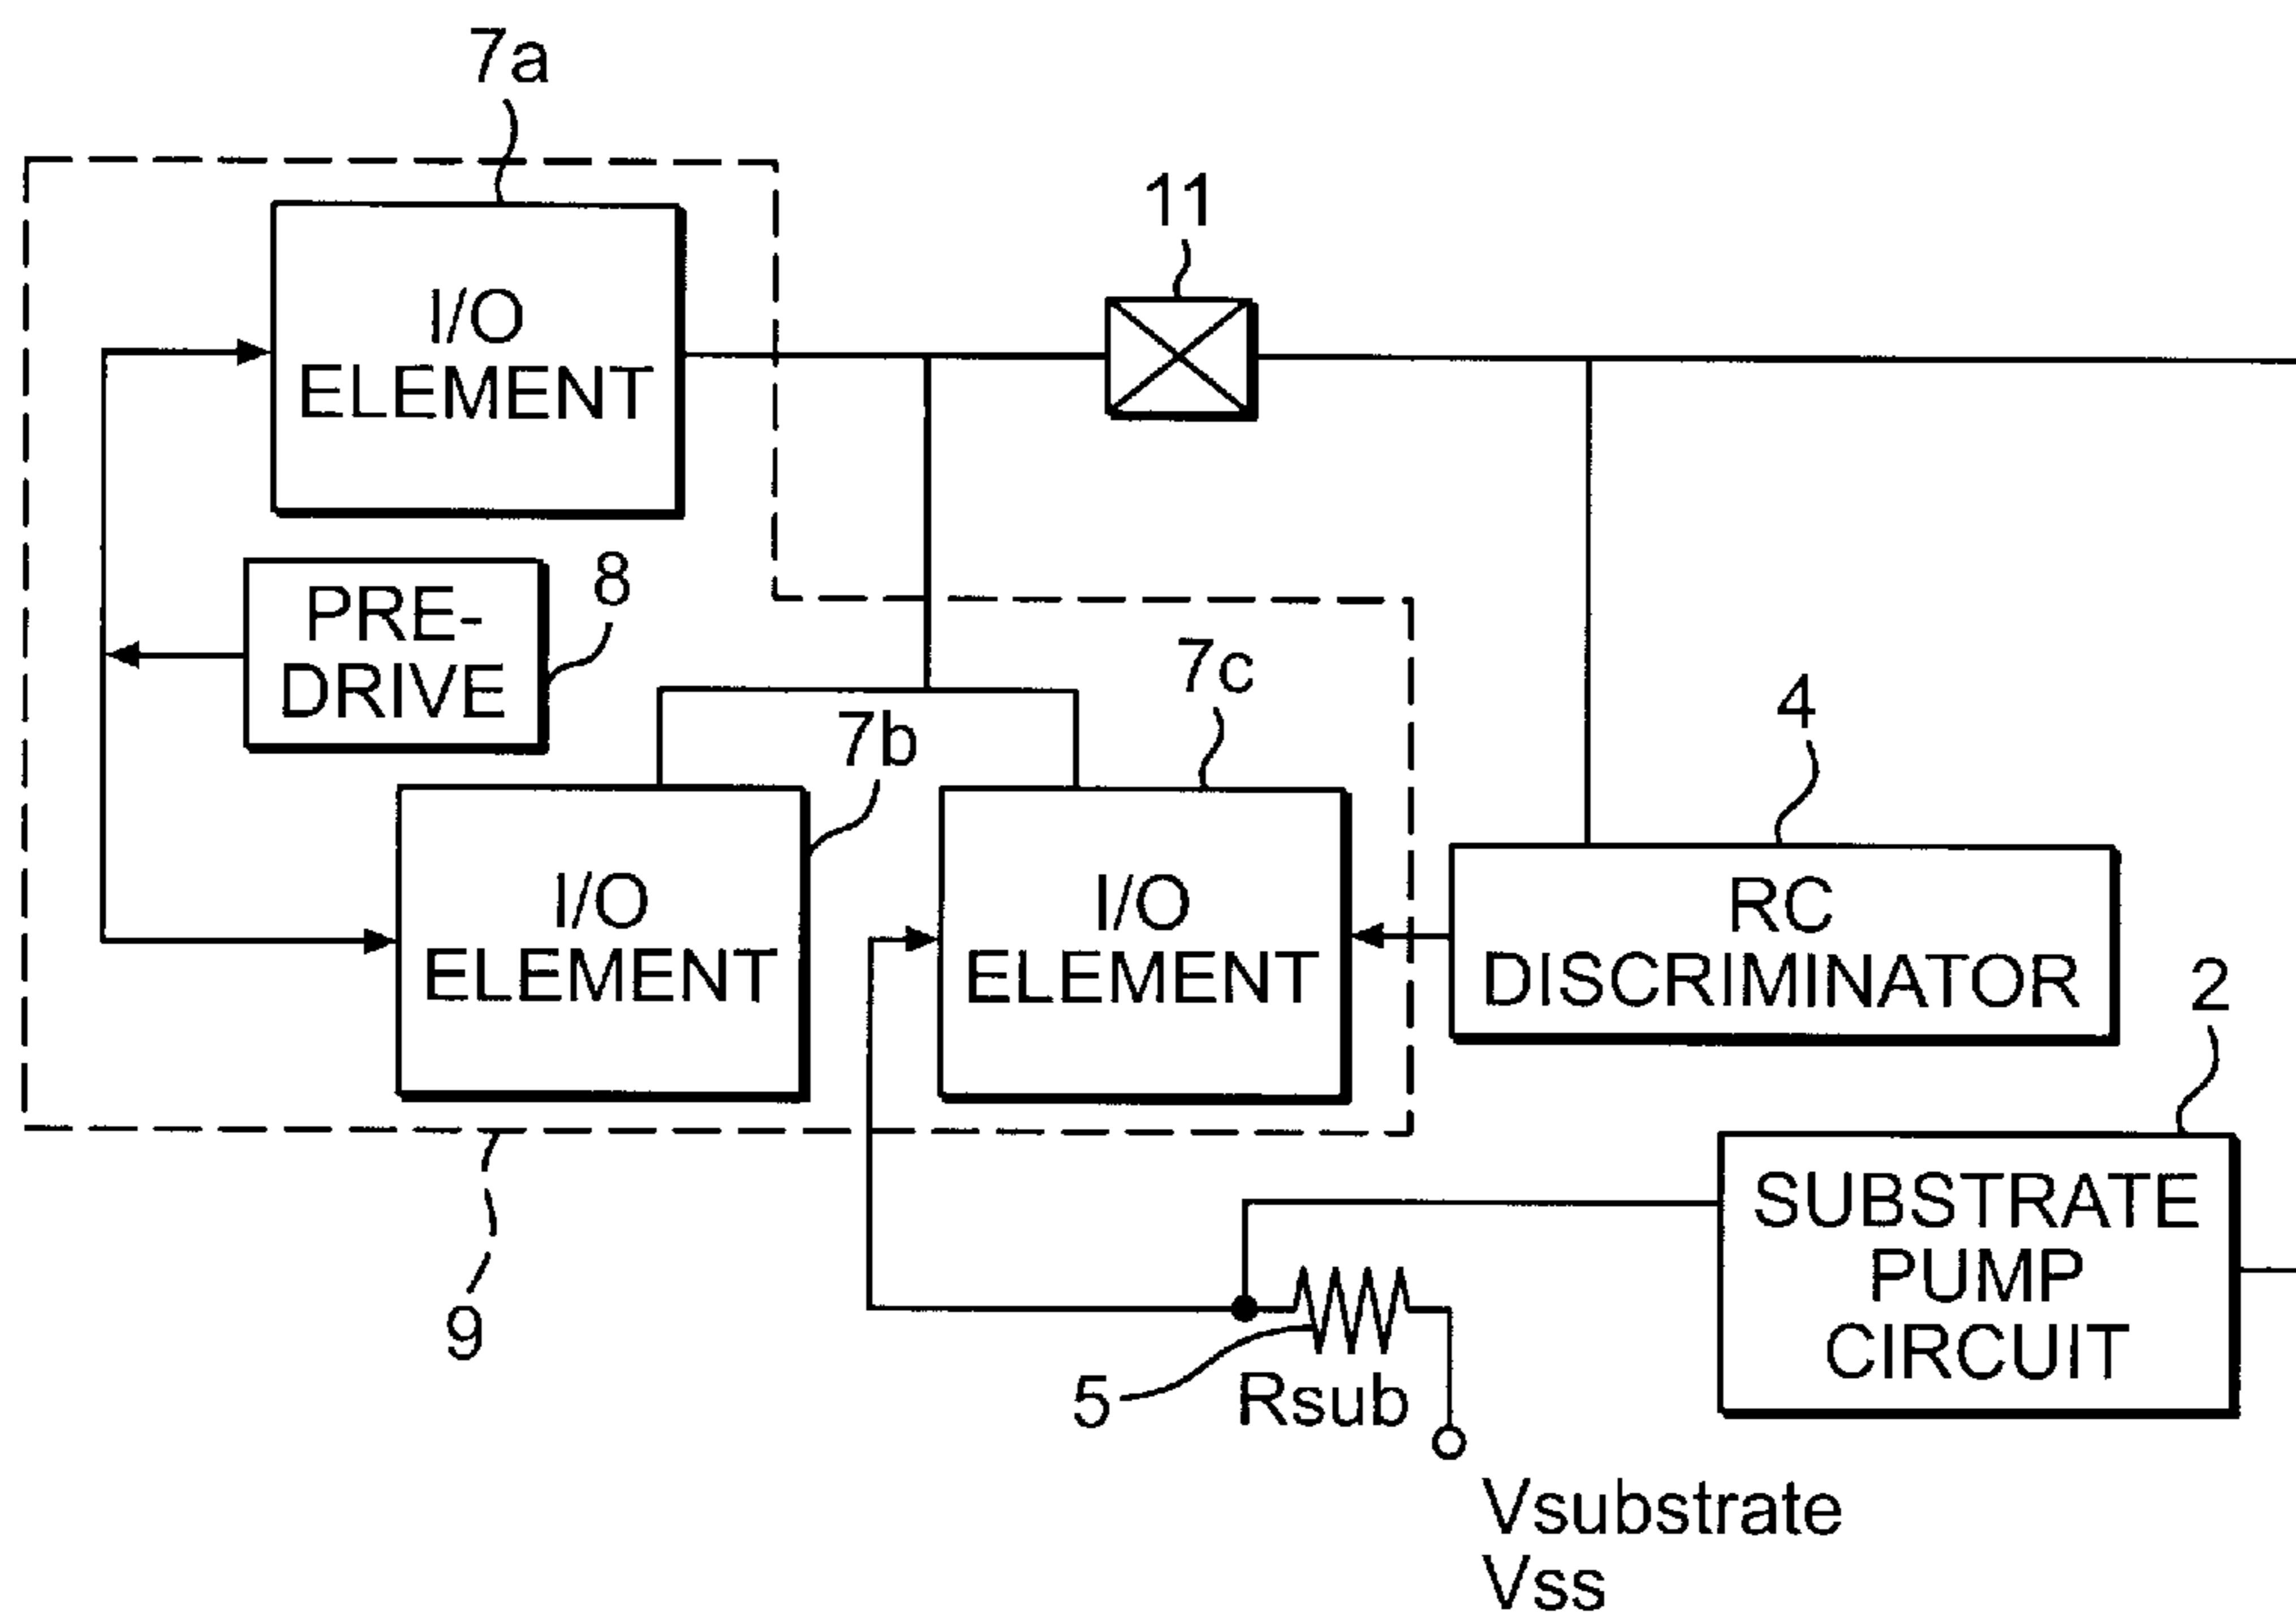 7a
I/O
ELEMENT
11
PRE-
DRIVE
8
7b
7c
4
I/O
ELEMENT
I/O
ELEMENT
RC
DISCRIMINATOR
2
SUBSTRATE
PUMP
CIRCUIT
9
5
Rsub
Vsubstrate
Vss